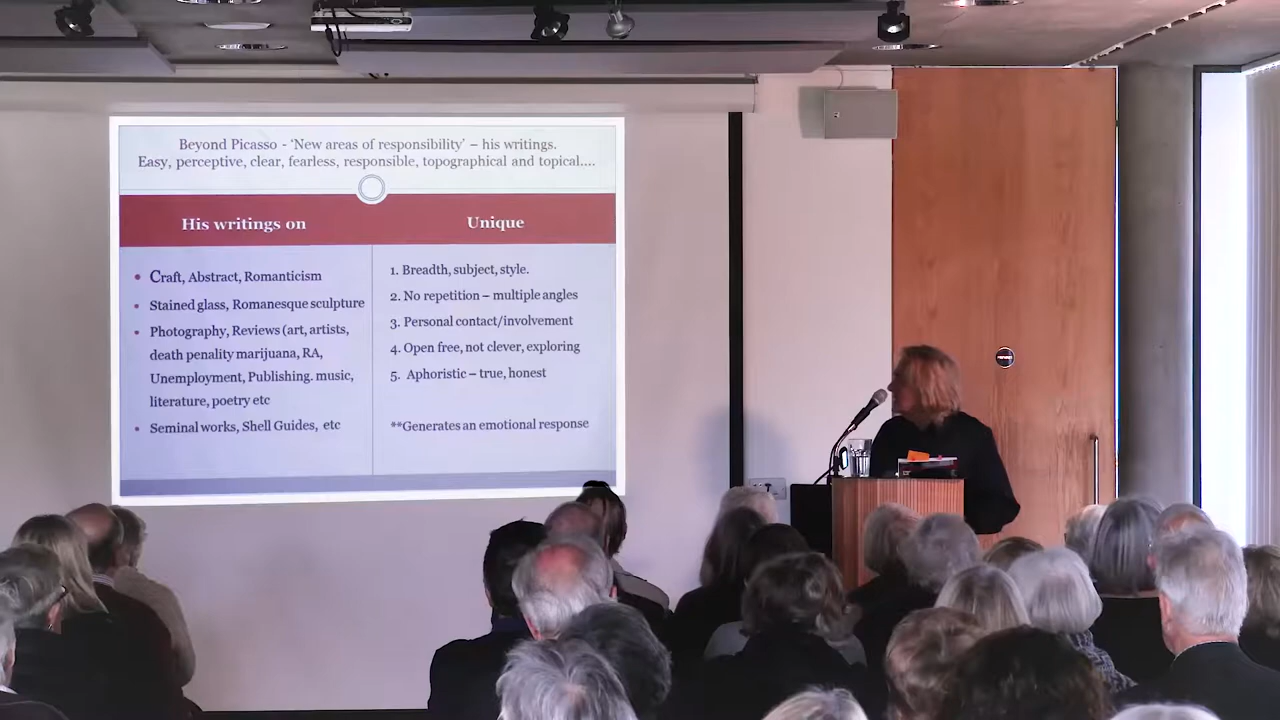 Beyond Picasso - ‘New areas of responsibility’ – his writings.
Easy, perceptive, clear, fearless, responsible, topographical and topical....
His writings on
Craft, Abstract, Romanticism
Stained glass, Romanesque sculpture
Photography, Reviews (art, artists,
death penality marijuana, RA,
Unemployment, Publishing. music,
literature, poetry etc
Seminal works, Shell Guides, etc
Unique
1. Breadth, subject, style.
2. No repetition – multiple angles
3. Personal contact/involvement
4. Open free, not clever, exploring
5. Aphoristic – true, honest
**Generates an emotional response